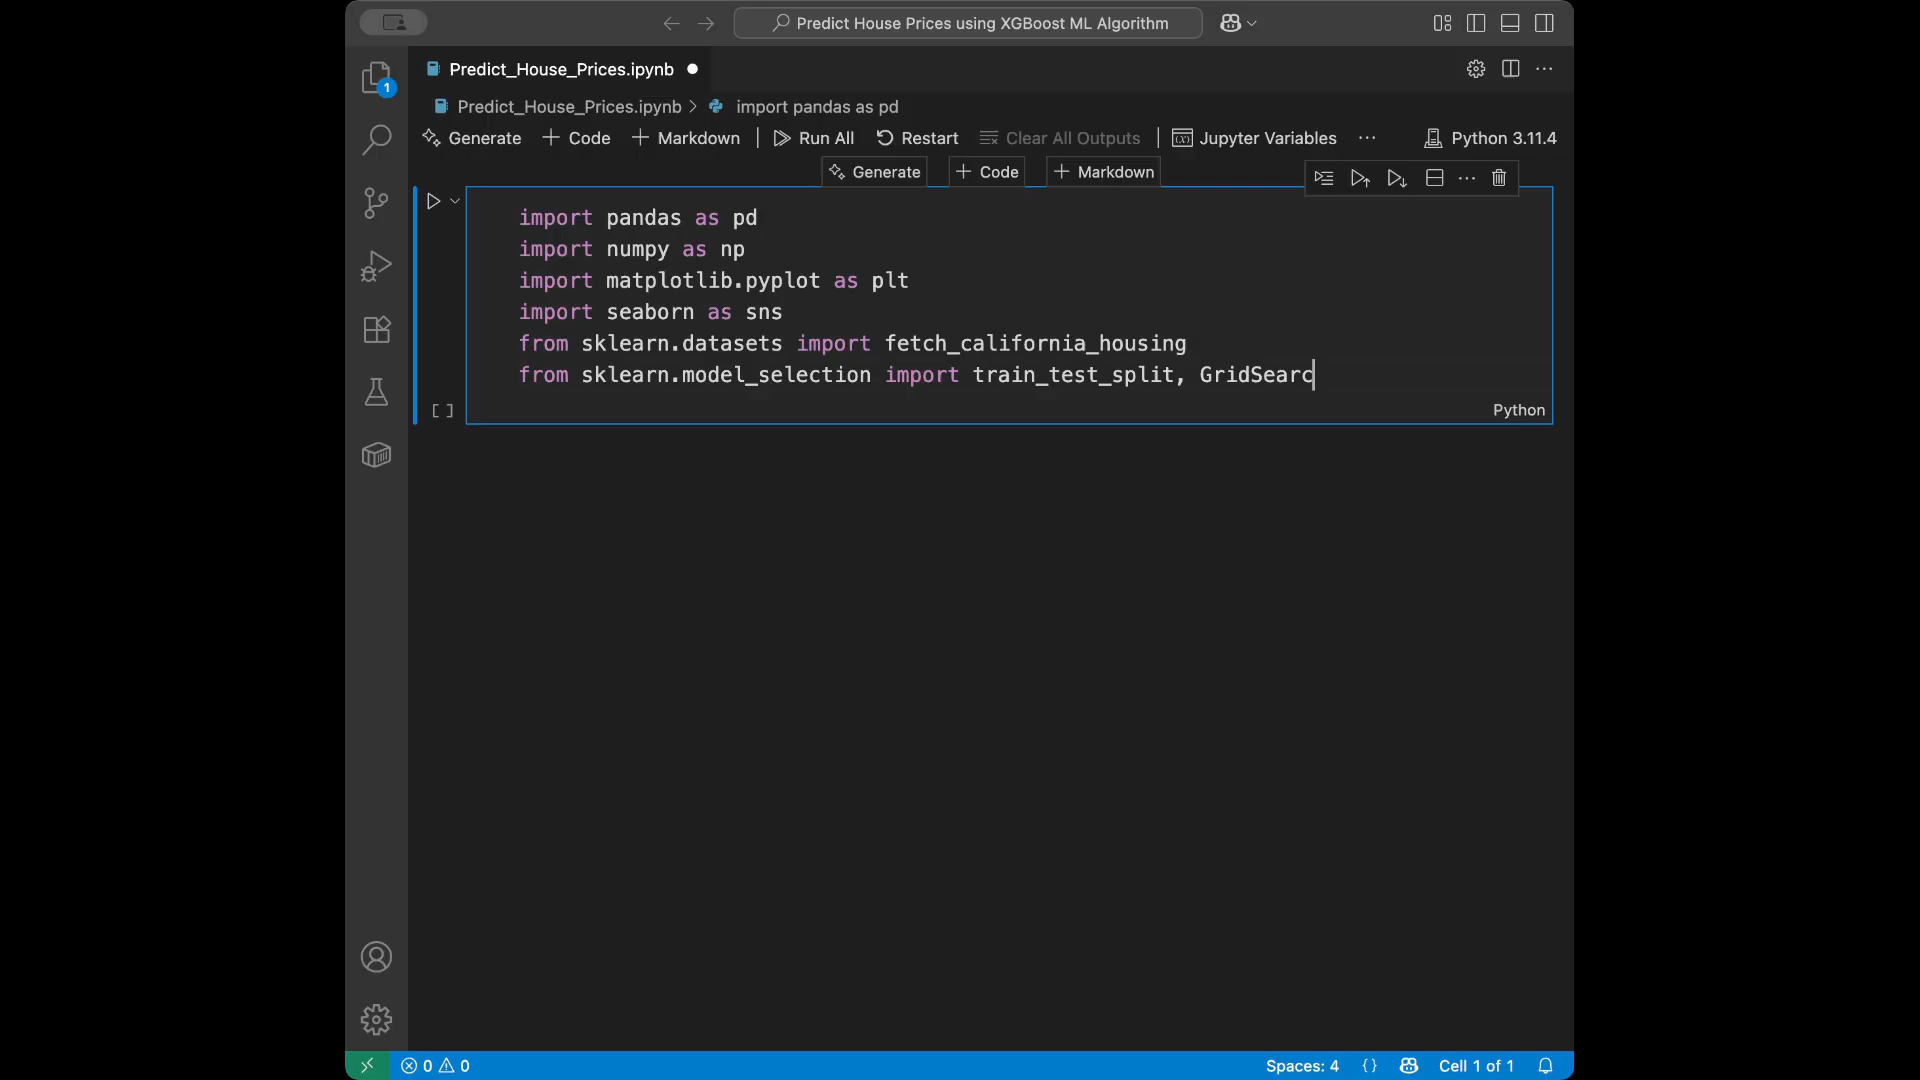 Predict House Prices using XGBoost ML Algorithm
Predict_House_Prices.ipynb
1
Predict_House_Prices.ipynb > import pandas as pd
Generate + Code + Markdown | Run All Restart Clear All Outputs | Jupyter Variables ... Python 3.11.4
Generate + Code + Markdown
import pandas as pd
import numpy as np
import matplotlib.pyplot as plt
import seaborn as sns
from sklearn.datasets import fetch_california_housing
from sklearn.model_selection import train_test_split, GridSearc
[ ]
Python
0 0 Spaces: 4 {} Cell 1 of 1